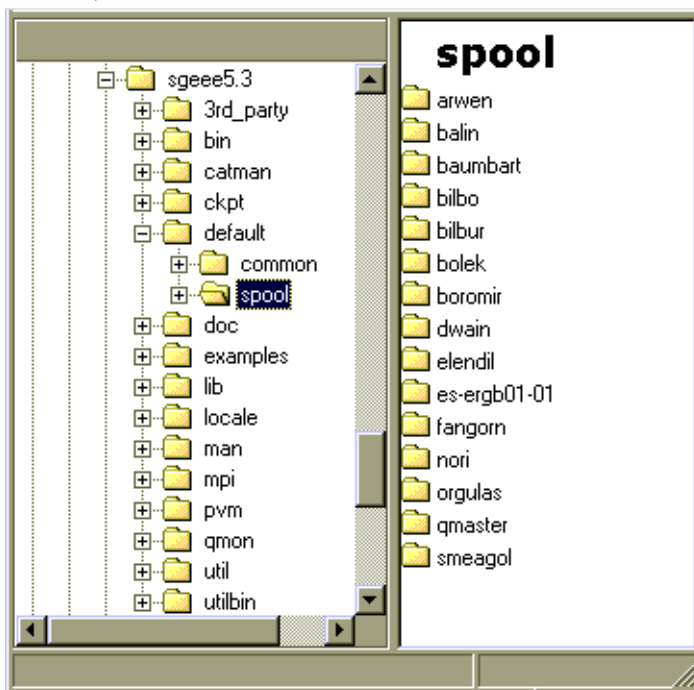 sgeee5.3
3rd_party
bin
catman
ckpt
default
common
spool
doc
examples
lib
locale
man
mpi
pvm
qmon
util
utilbin
spool
arwen
balin
baumbart
bilbo
bilbur
bolek
boromir
dwain
elendil
es-ergb01-01
fangorn
nori
orgulas
qmaster
smeagol